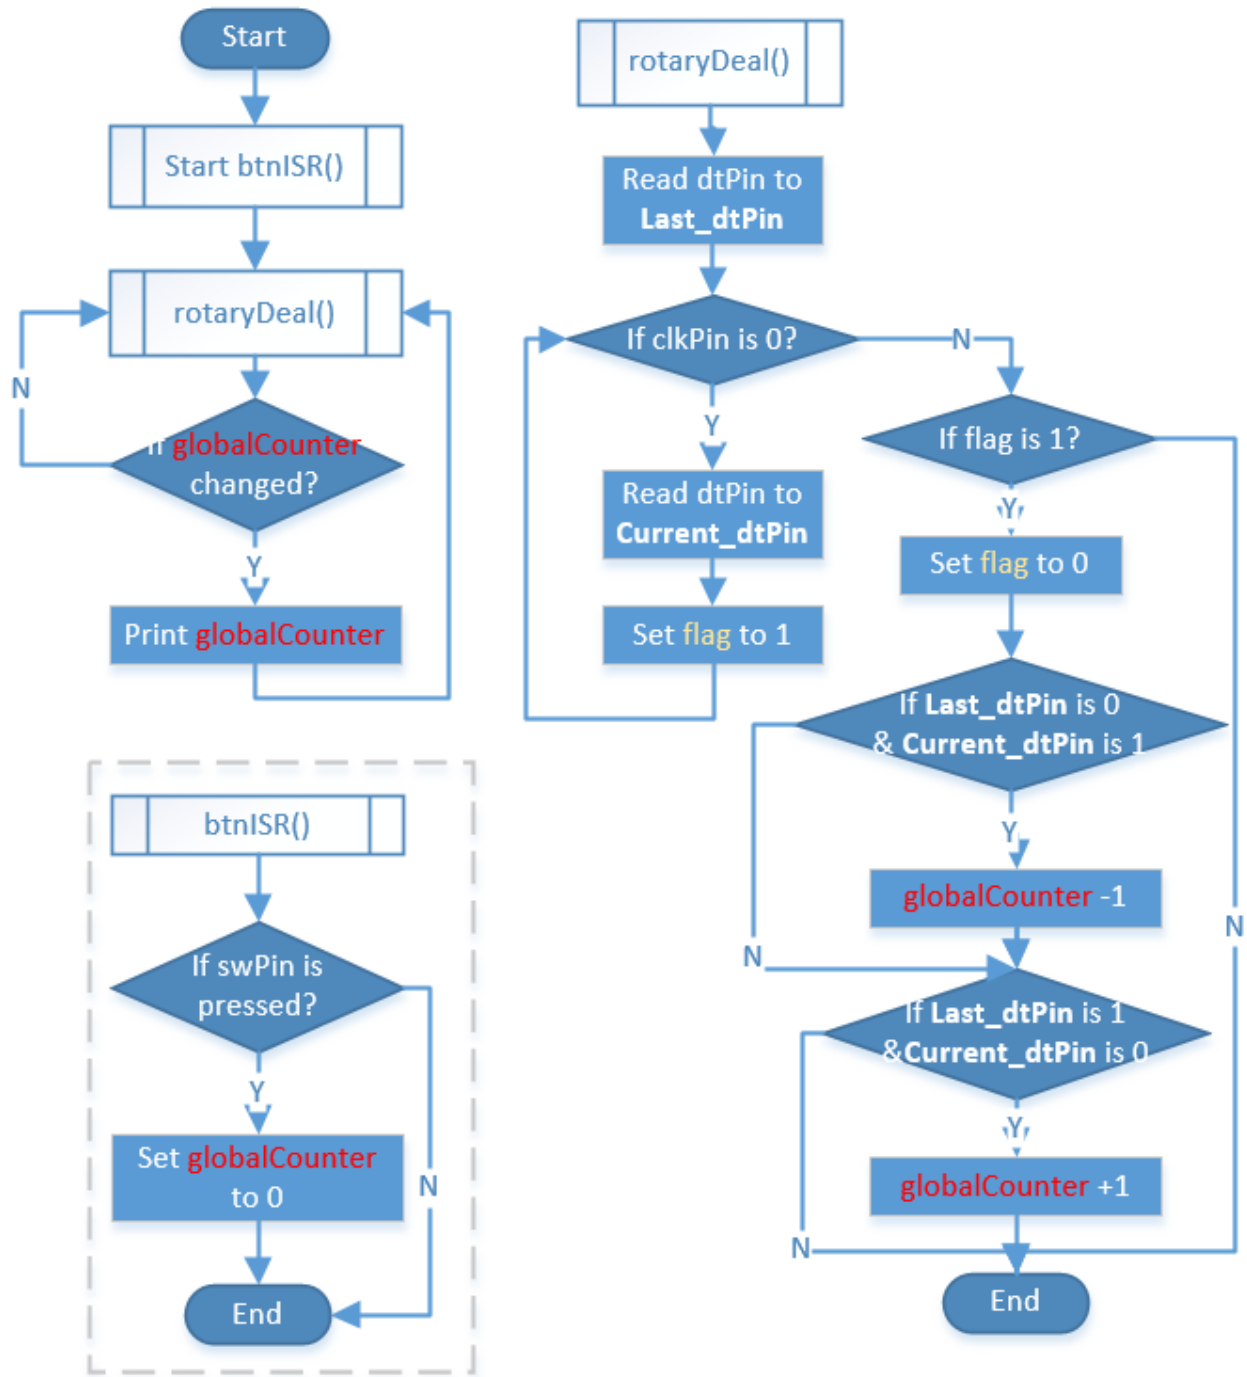 Start
Start btnISR()
rotaryDeal()
N
If globalCounter
changed?
Y
Print globalCounter
btnISR()
If swPin is
pressed?
Y
Set globalCounter
to 0
N
End
rotaryDeal()
Read dtPin to
Last_dtPin
If clkPin is 0?
N
Y
Read dtPin to
Current_dtPin
Set flag to 1
If flag is 1?
Y
Set flag to 0
If Last_dtPin is 0
& Current_dtPin is 1
Y
globalCounter -1
N
N
If Last_dtPin is 1
&Current_dtPin is 0
Y
globalCounter +1
N
End